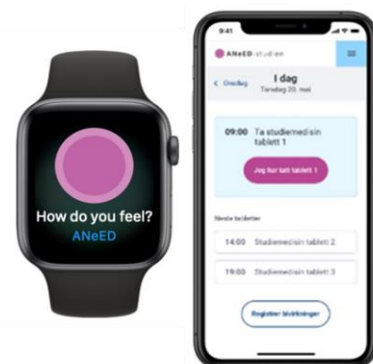 How do you feel?
ANeED
9:41
ANeED-studien
Onsdag
I dag
Torsdag 20. mai
09:00 Ta studiemedisin
tablett 1
Jeg har tatt tablett 1
Neste tabletter
14:00 Studiemedisin tablett 2
19:00 Studiemedisin tablett 3
Registrer bivirkninger